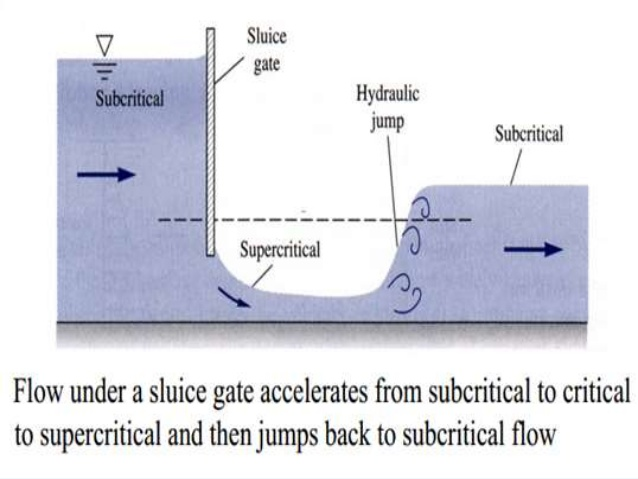 Sluice
gate
Subcritical
Hydraulic
jump
Subcritical
Supercritical
Flow under a sluice gate accelerates from subcritical to critical
to supercritical and then jumps back to subcritical flow